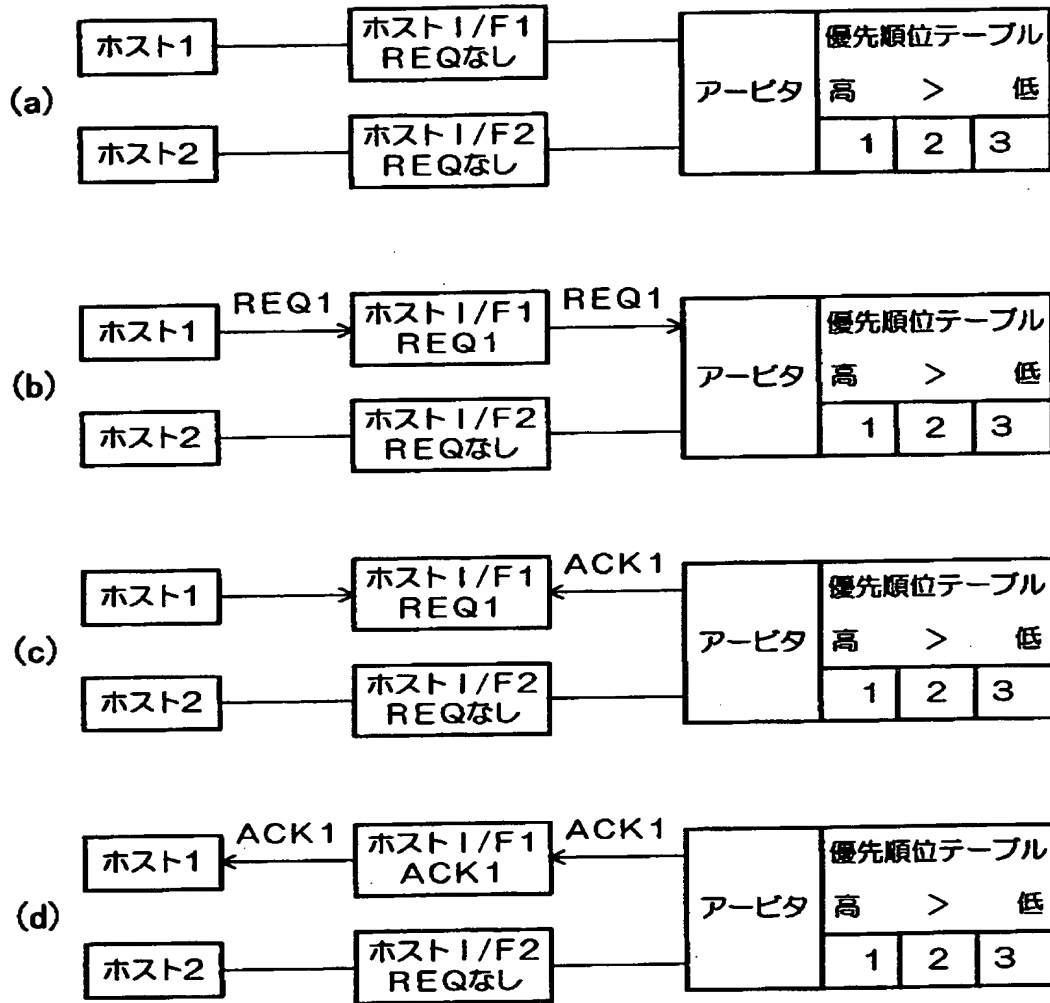 (a)
ホスト1
ホストI/F1
REQなし
ホスト2
ホストI/F2
REQなし
アービタ
優先順位テーブル
高 > 低
1 2 3
(b)
ホスト1
REQ1
ホストI/F1
REQ1
REQ1
ホスト2
ホストI/F2
REQなし
アービタ
優先順位テーブル
高 > 低
1 2 3
(c)
ホスト1
ホストI/F1
REQ1
ACK1
ホスト2
ホストI/F2
REQなし
アービタ
優先順位テーブル
高 > 低
1 2 3
(d)
ホスト1
ACK1
ホストI/F1
ACK1
ACK1
ホスト2
ホストI/F2
REQなし
アービタ
優先順位テーブル
高 > 低
1 2 3